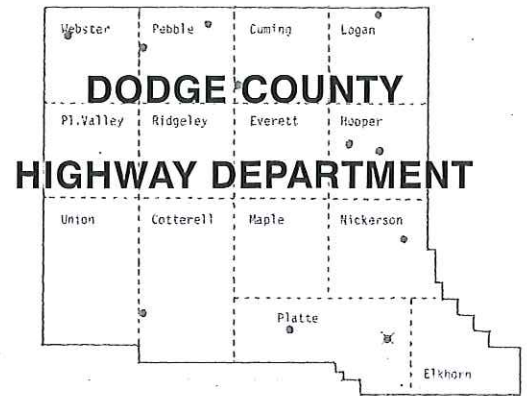 Webster Pebble Cuming Logan
DODGE COUNTY
Pl.Valley Ridgeley Everett Hooper
HIGHWAY DEPARTMENT
Union Cotterell Maple Nickerson
Platte
Elkhorn